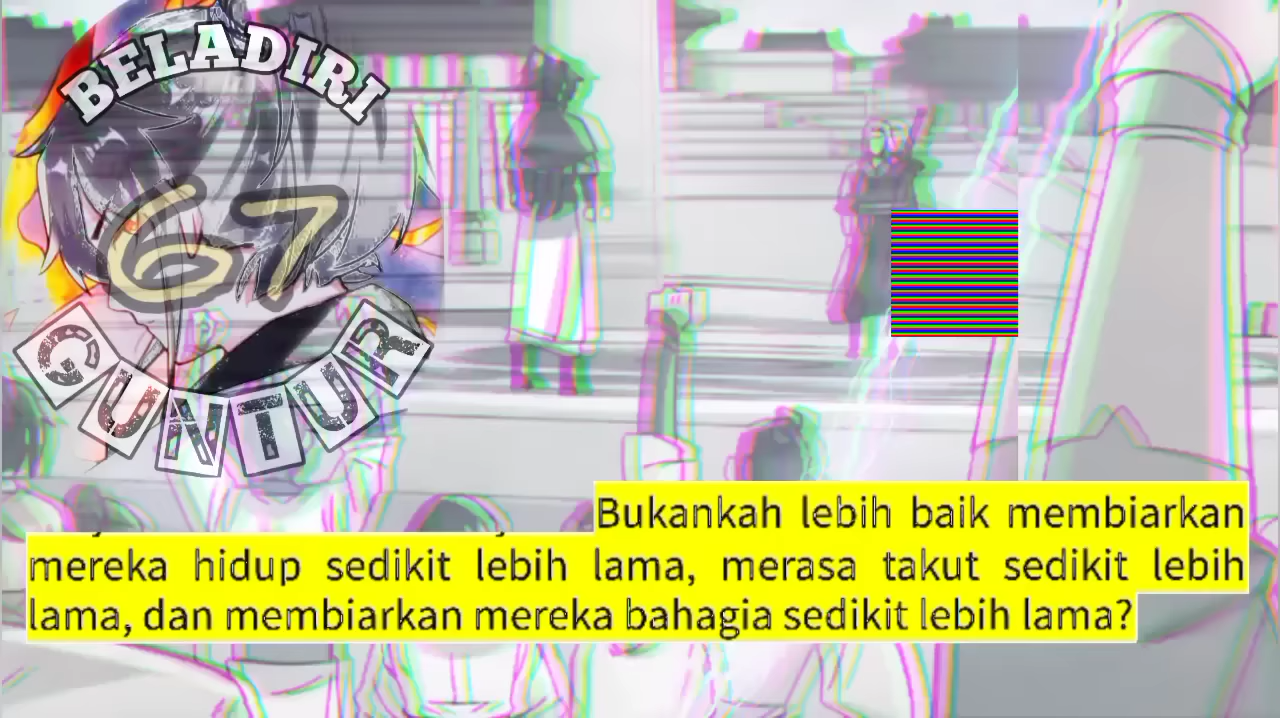 BELADIRI
67
GUNTUR
Bukankah lebih baik membiarkan
mereka hidup sedikit lebih lama, merasa takut sedikit lebih
lama, dan membiarkan mereka bahagia sedikit lebih lama?